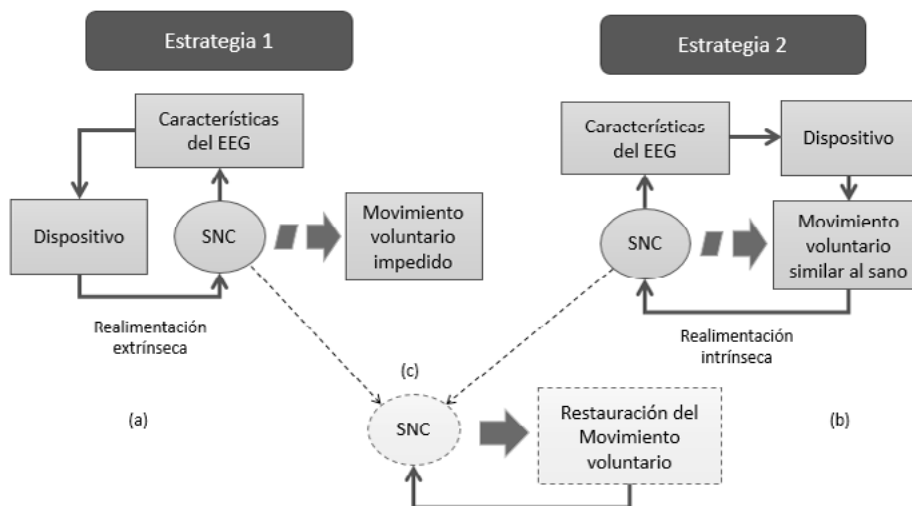 Estrategia 1
Características
del EEG
Dispositivo
SNC
Movimiento
voluntario
impedido
Realimentación
extrínseca
(a)
Estrategia 2
Características
del EEG
Dispositivo
SNC
Movimiento
voluntario
similar al sano
Realimentación
intrínseca
(b)
(c)
SNC
Restauración del
Movimiento
voluntario